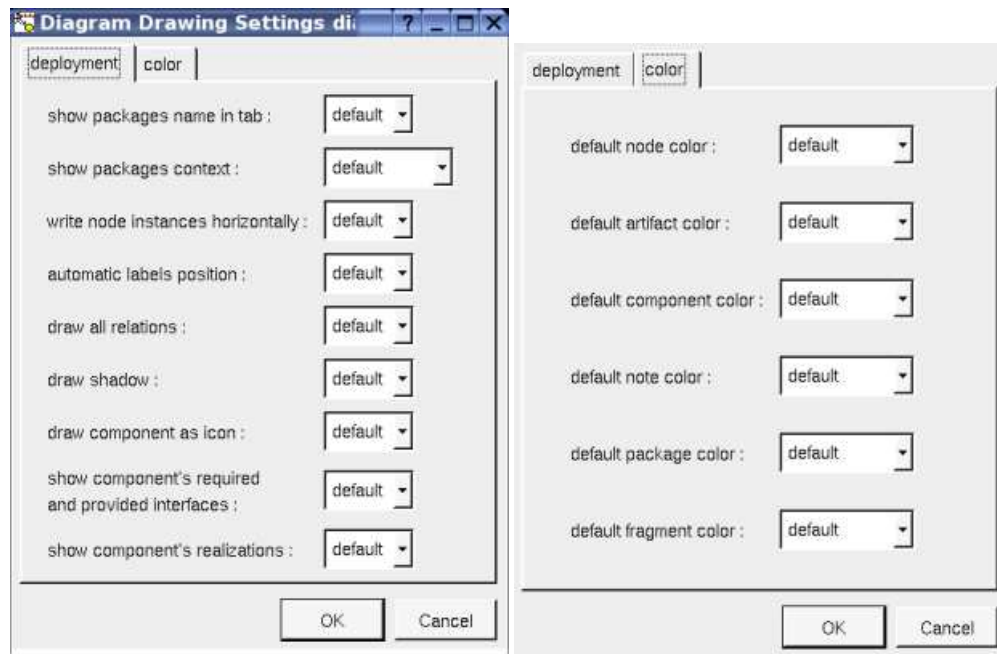 Diagram Drawing Settings di
deployment color
show packages name in tab : default
show packages context : default
write node instances horizontally : default
automatic labels position : default
draw all relations : default
draw shadow : default
draw component as icon : default
show component's required
and provided interfaces : default
show component's realizations : default
OK Cancel
deployment color
default node color : default
default artifact color : default
default component color : default
default note color : default
default package color : default
default fragment color : default
OK Cancel